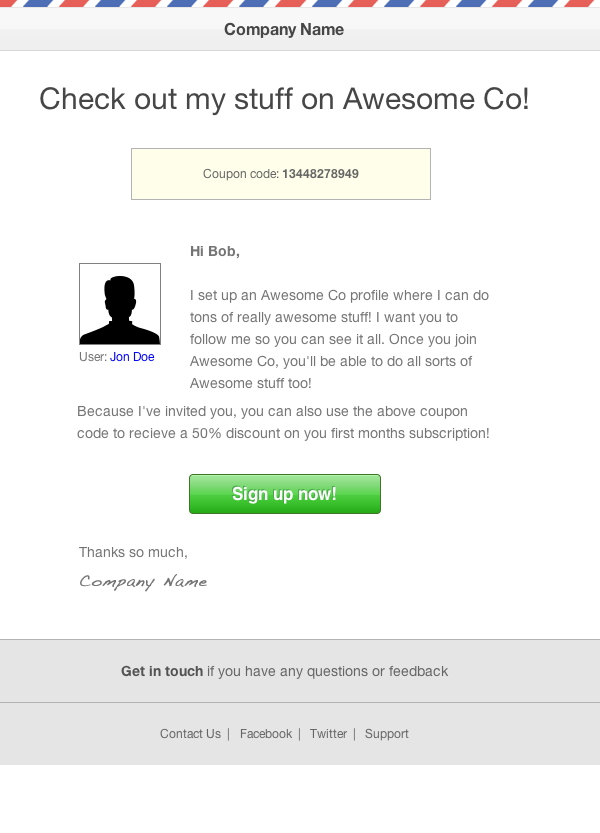 Company Name
Check out my stuff on Awesome Co!
Coupon code: 13448278949
Hi Bob,
I set up an Awesome Co profile where I can do
tons of really awesome stuff! I want you to
follow me so you can see it all. Once you join
Awesome Co, you'll be able to do all sorts of
Awesome stuff too!
User: Jon Doe
Because I've invited you, you can also use the above coupon
code to recieve a 50% discount on you first months subscription!
Sign up now!
Thanks so much,
Company Name
Get in touch if you have any questions or feedback
Contact Us | Facebook | Twitter | Support